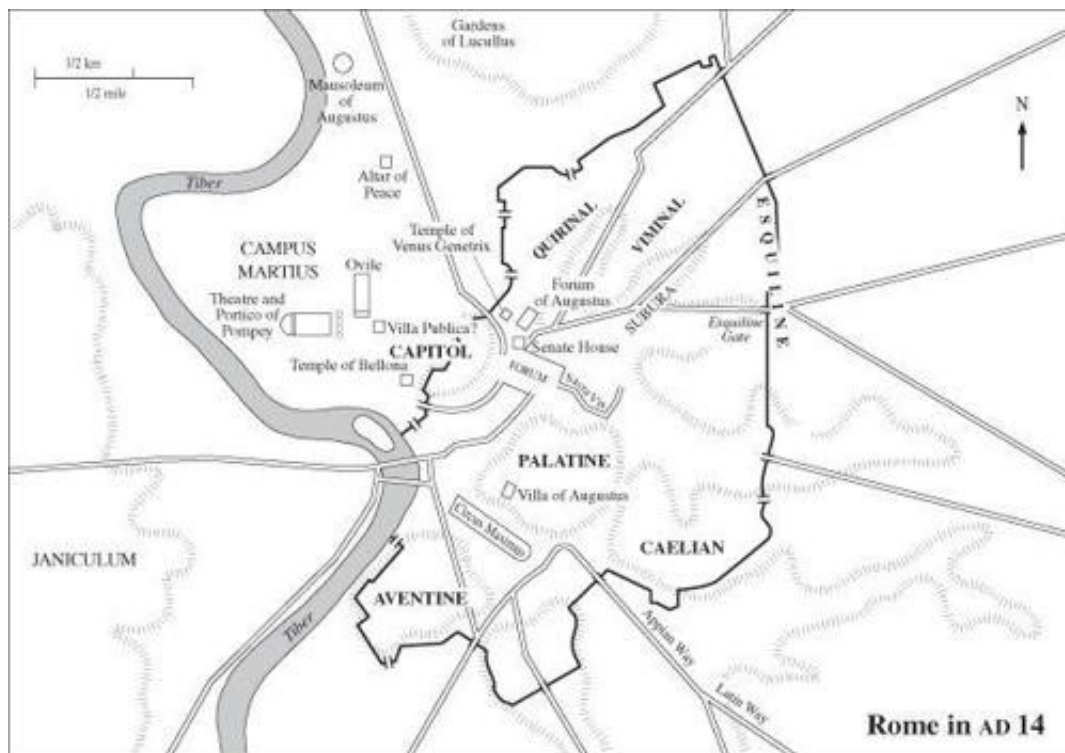 1/2 km
1/2 mile
Gardens
of Lucullus
Mausoleum
of
Augustus
N
Tiber
Altar of
Peace
ESQUILINE
QUIRINAL
VIMINAL
Temple of
Venus Genetrix
CAMPUS
MARTIUS
Ovile
Forum
of Augustus
Theatre and
Portico of
Pompey
SUBURA
Villa Publica?
Esquiline
Gate
Senate House
CAPITOL
Temple of Bellona
FORUM
Sacra Via
PALATINE
Villa of Augustus
Circus Maximus
JANICULUM
CAELIAN
AVENTINE
Tiber
Appian Way
Latin Way
Rome in AD 14